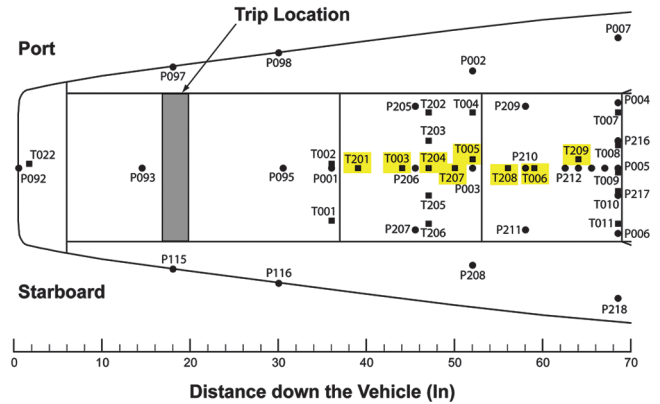 Trip Location
Port
P007
P098
P097
P002
P205
T202
T004
P209
P004
T007
T203
P216
T022
T002
T201
T003
T204
T005
P210
T209
T008
P092
P093
P095
P001
P206
T207
P003
T208
T006
P212
P005
T009
T205
P217
T010
T001
P207
T206
P211
T011
P006
P115
P116
P208
Starboard
P218
0 10 20 30 40 50 60 70
Distance down the Vehicle (In)